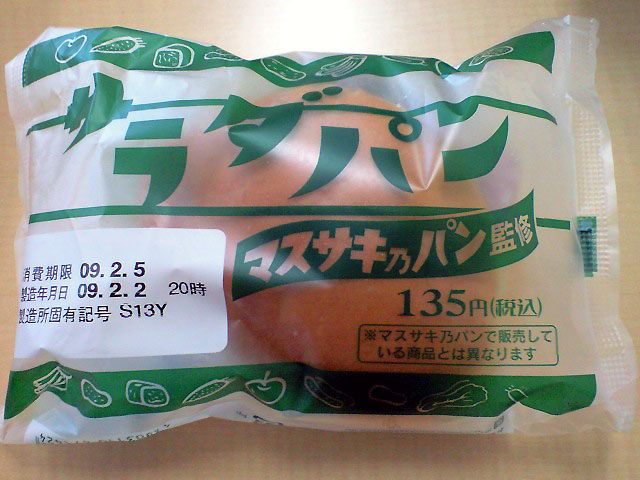 サラダパン
マスサキ乃パン監修
消費期限 09.2.5
製造年月日 09.2.2 20時
製造所固有記号 S13Y
135円(税込)
※マスサキ乃パンで販売して
いる商品とは異なります